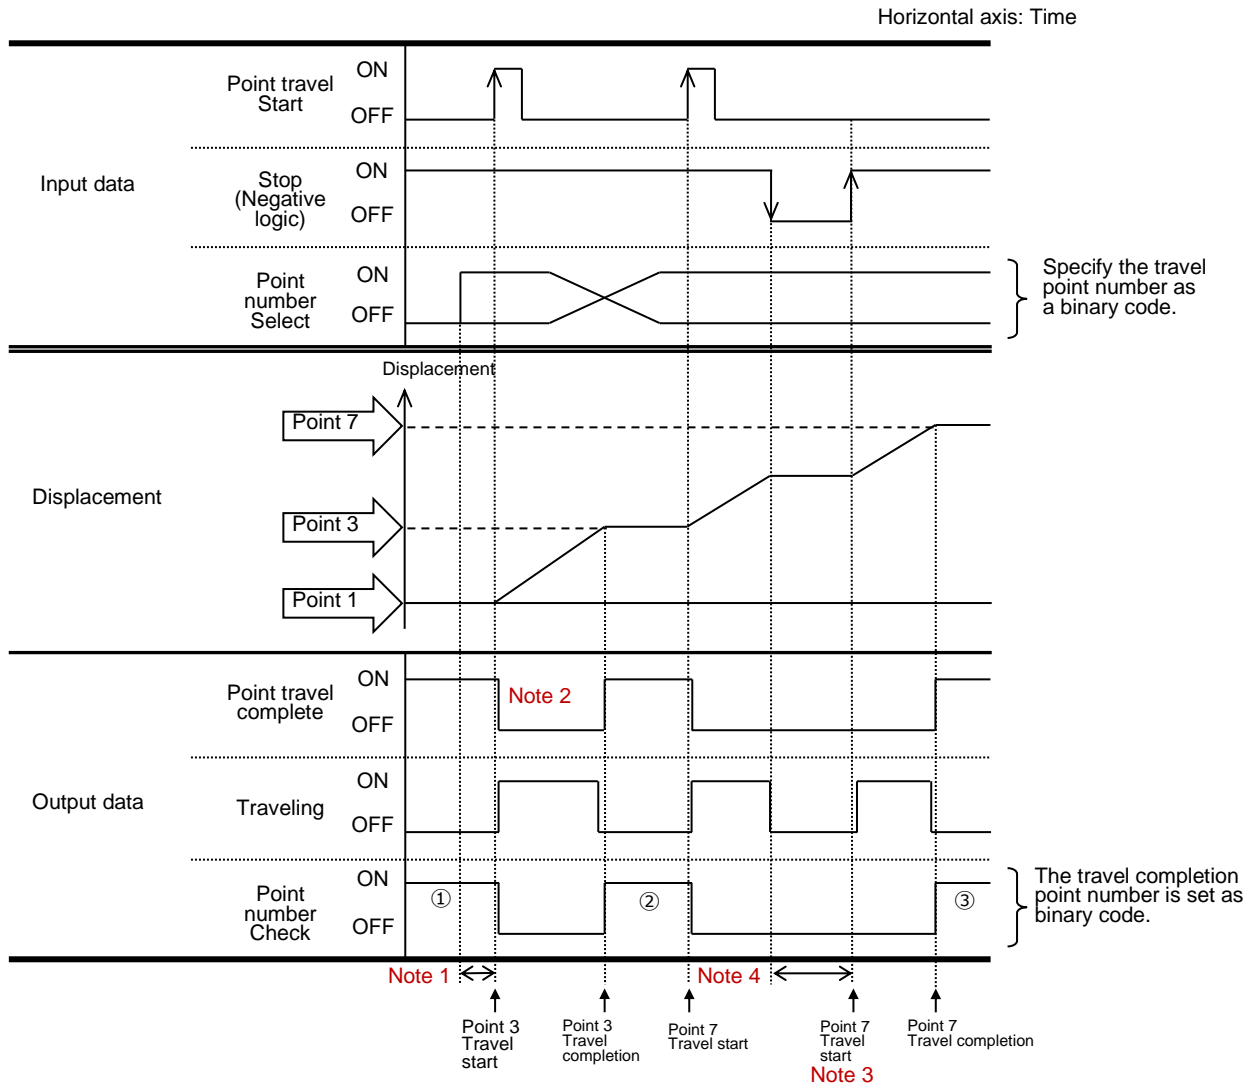 Horizontal axis: Time
Input data
Point travel
Start
ON
OFF
Stop
(Negative
logic)
ON
OFF
Point
number
Select
ON
OFF
Specify the travel
point number as
a binary code.
Displacement
Displacement
Point 7
Point 3
Point 1
Output data
Point travel
complete
ON
OFF
Note 2
Traveling
ON
OFF
Point
number
Check
ON
OFF
①
②
③
The travel completion
point number is set as
binary code.
Note 1
Note 4
Point 3
Travel
start
Point 3
Travel
completion
Point 7
Travel start
Point 7
Travel
start
Note 3
Point 7
Travel completion